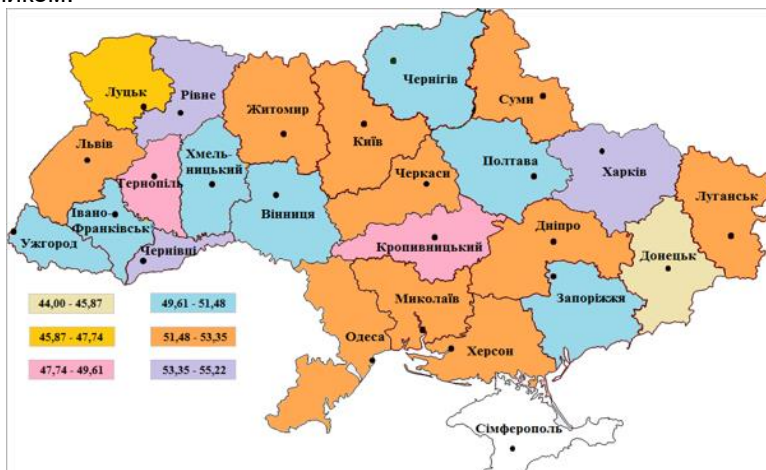 Чернігів
Суми
Луцьк
Рівне
Житомир
Київ
Львів
Хмель-
ницький
Тернопіль
Полтава
Харків
Черкаси
Луганськ
Вінниця
Івано-
Франківськ
Ужгород
Чернівці
Кропивницький
Дніпро
Донецьк
Запоріжжя
Миколаїв
Одеса
Херсон
Сімферополь
44,00 - 45,87
49,61 - 51,48
45,87 - 47,74
51,48 - 53,35
47,74 - 49,61
53,35 - 55,22